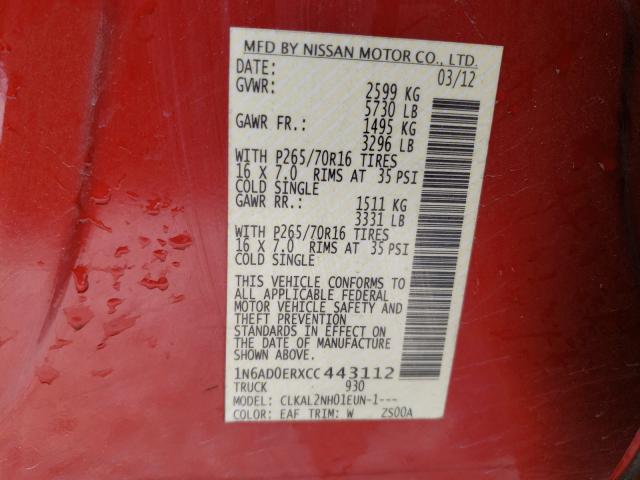 MFD BY NISSAN MOTOR CO., LTD.
DATE: 03/12
GVWR: 2599 KG
5730 LB
GAWR FR.: 1495 KG
3296 LB
WITH P265/70R16 TIRES
16 X 7.0 RIMS AT 35 PSI
COLD SINGLE
GAWR RR.: 1511 KG
3331 LB
WITH P265/70R16 TIRES
16 X 7.0 RIMS AT 35 PSI
COLD SINGLE
THIS VEHICLE CONFORMS TO
ALL APPLICABLE FEDERAL
MOTOR VEHICLE SAFETY AND
THEFT PREVENTION
STANDARDS IN EFFECT ON
THE DATE OF MANUFACTURE
SHOWN ABOVE.
1N6AD0ERXCC443112
TRUCK 930
MODEL: CLKAL2NH01EUN-1---
COLOR: EAF TRIM: W ZS00A